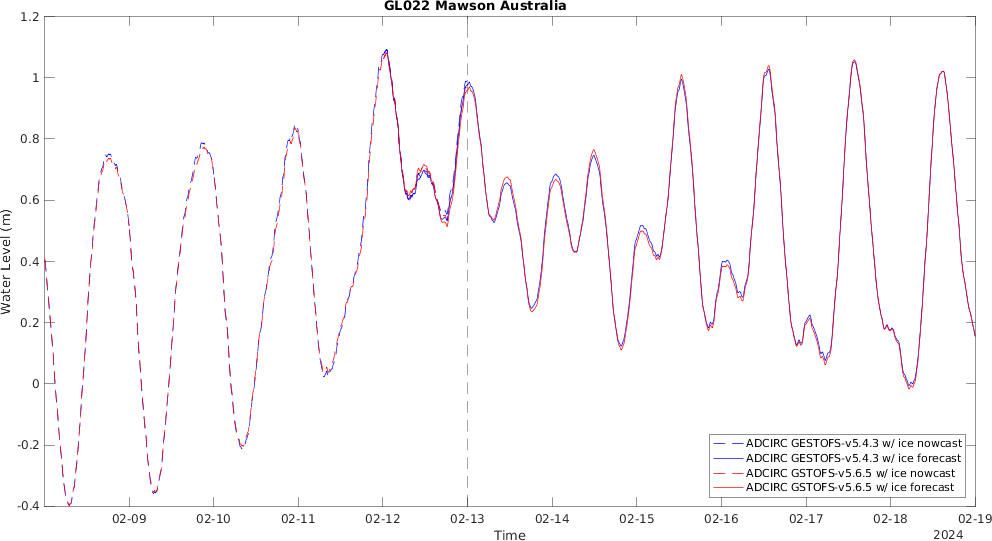 GL022 Mawson Australia
1.2
1
0.8
0.6
0.4
0.2
0
-0.2
-0.4
Water Level (m)
ADCIRC GESTOFS-v5.4.3 w/ ice nowcast
ADCIRC GESTOFS-v5.4.3 w/ ice forecast
ADCIRC GSTOFS-v5.6.5 w/ ice nowcast
ADCIRC GSTOFS-v5.6.5 w/ ice forecast
02-09 02-10 02-11 02-12 02-13 02-14 02-15 02-16 02-17 02-18 02-19
Time
2024